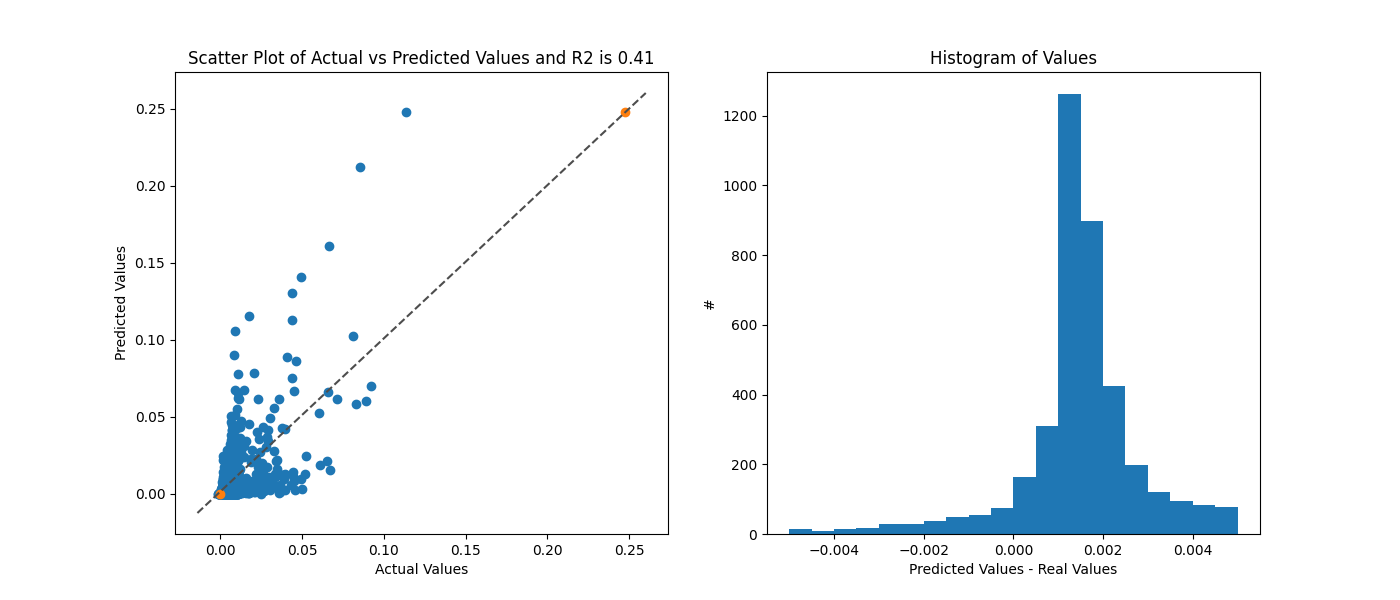 Scatter Plot of Actual vs Predicted Values and R2 is 0.41
Predicted Values
0.25
0.20
0.15
0.10
0.05
0.00
0.00 0.05 0.10 0.15 0.20 0.25
Actual Values
Histogram of Values
#
1200
1000
800
600
400
200
0
−0.004 −0.002 0.000 0.002 0.004
Predicted Values - Real Values